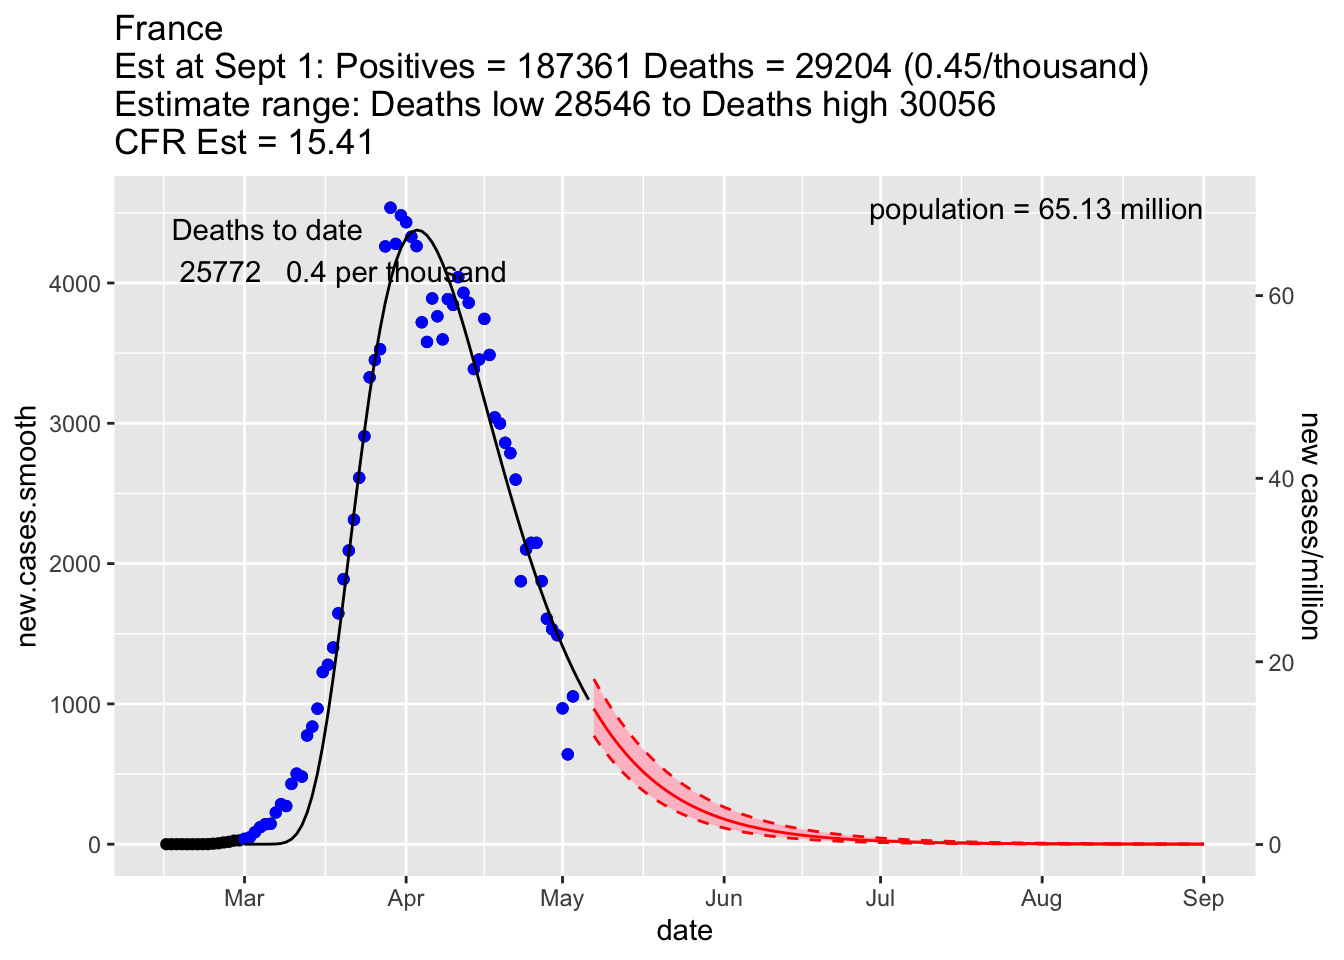 France
Est at Sept 1: Positives = 187361 Deaths = 29204 (0.45/thousand)
Estimate range: Deaths low 28546 to Deaths high 30056
CFR Est = 15.41
population = 65.13 million
Deaths to date
25772 0.4 per thousand
4000
3000
2000
1000
0
new.cases.smooth
60
40
20
0
new cases/million
Mar Apr May Jun Jul Aug Sep
date